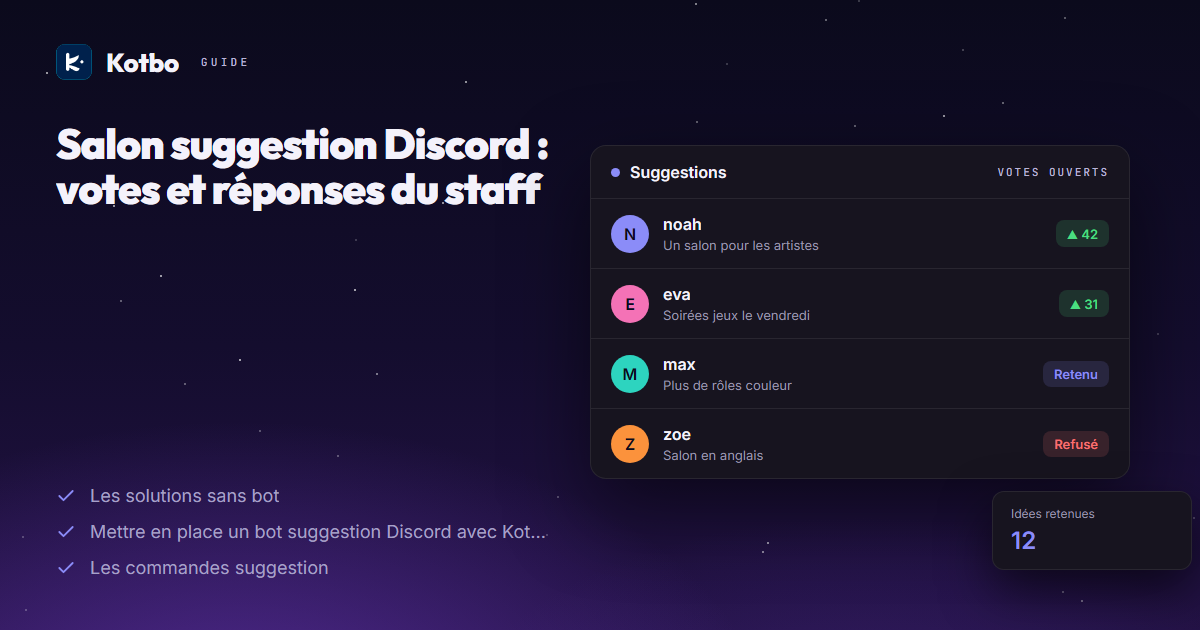 Kotbo GUIDE
Salon suggestion Discord :
votes et réponses du staff
Les solutions sans bot
Mettre en place un bot suggestion Discord avec Kot...
Les commandes suggestion
Suggestions VOTES OUVERTS
N noah
Un salon pour les artistes
▲ 42
E eva
Soirées jeux le vendredi
▲ 31
M max
Plus de rôles couleur
Retenu
Z zoe
Salon en anglais
Refusé
Idées retenues
12